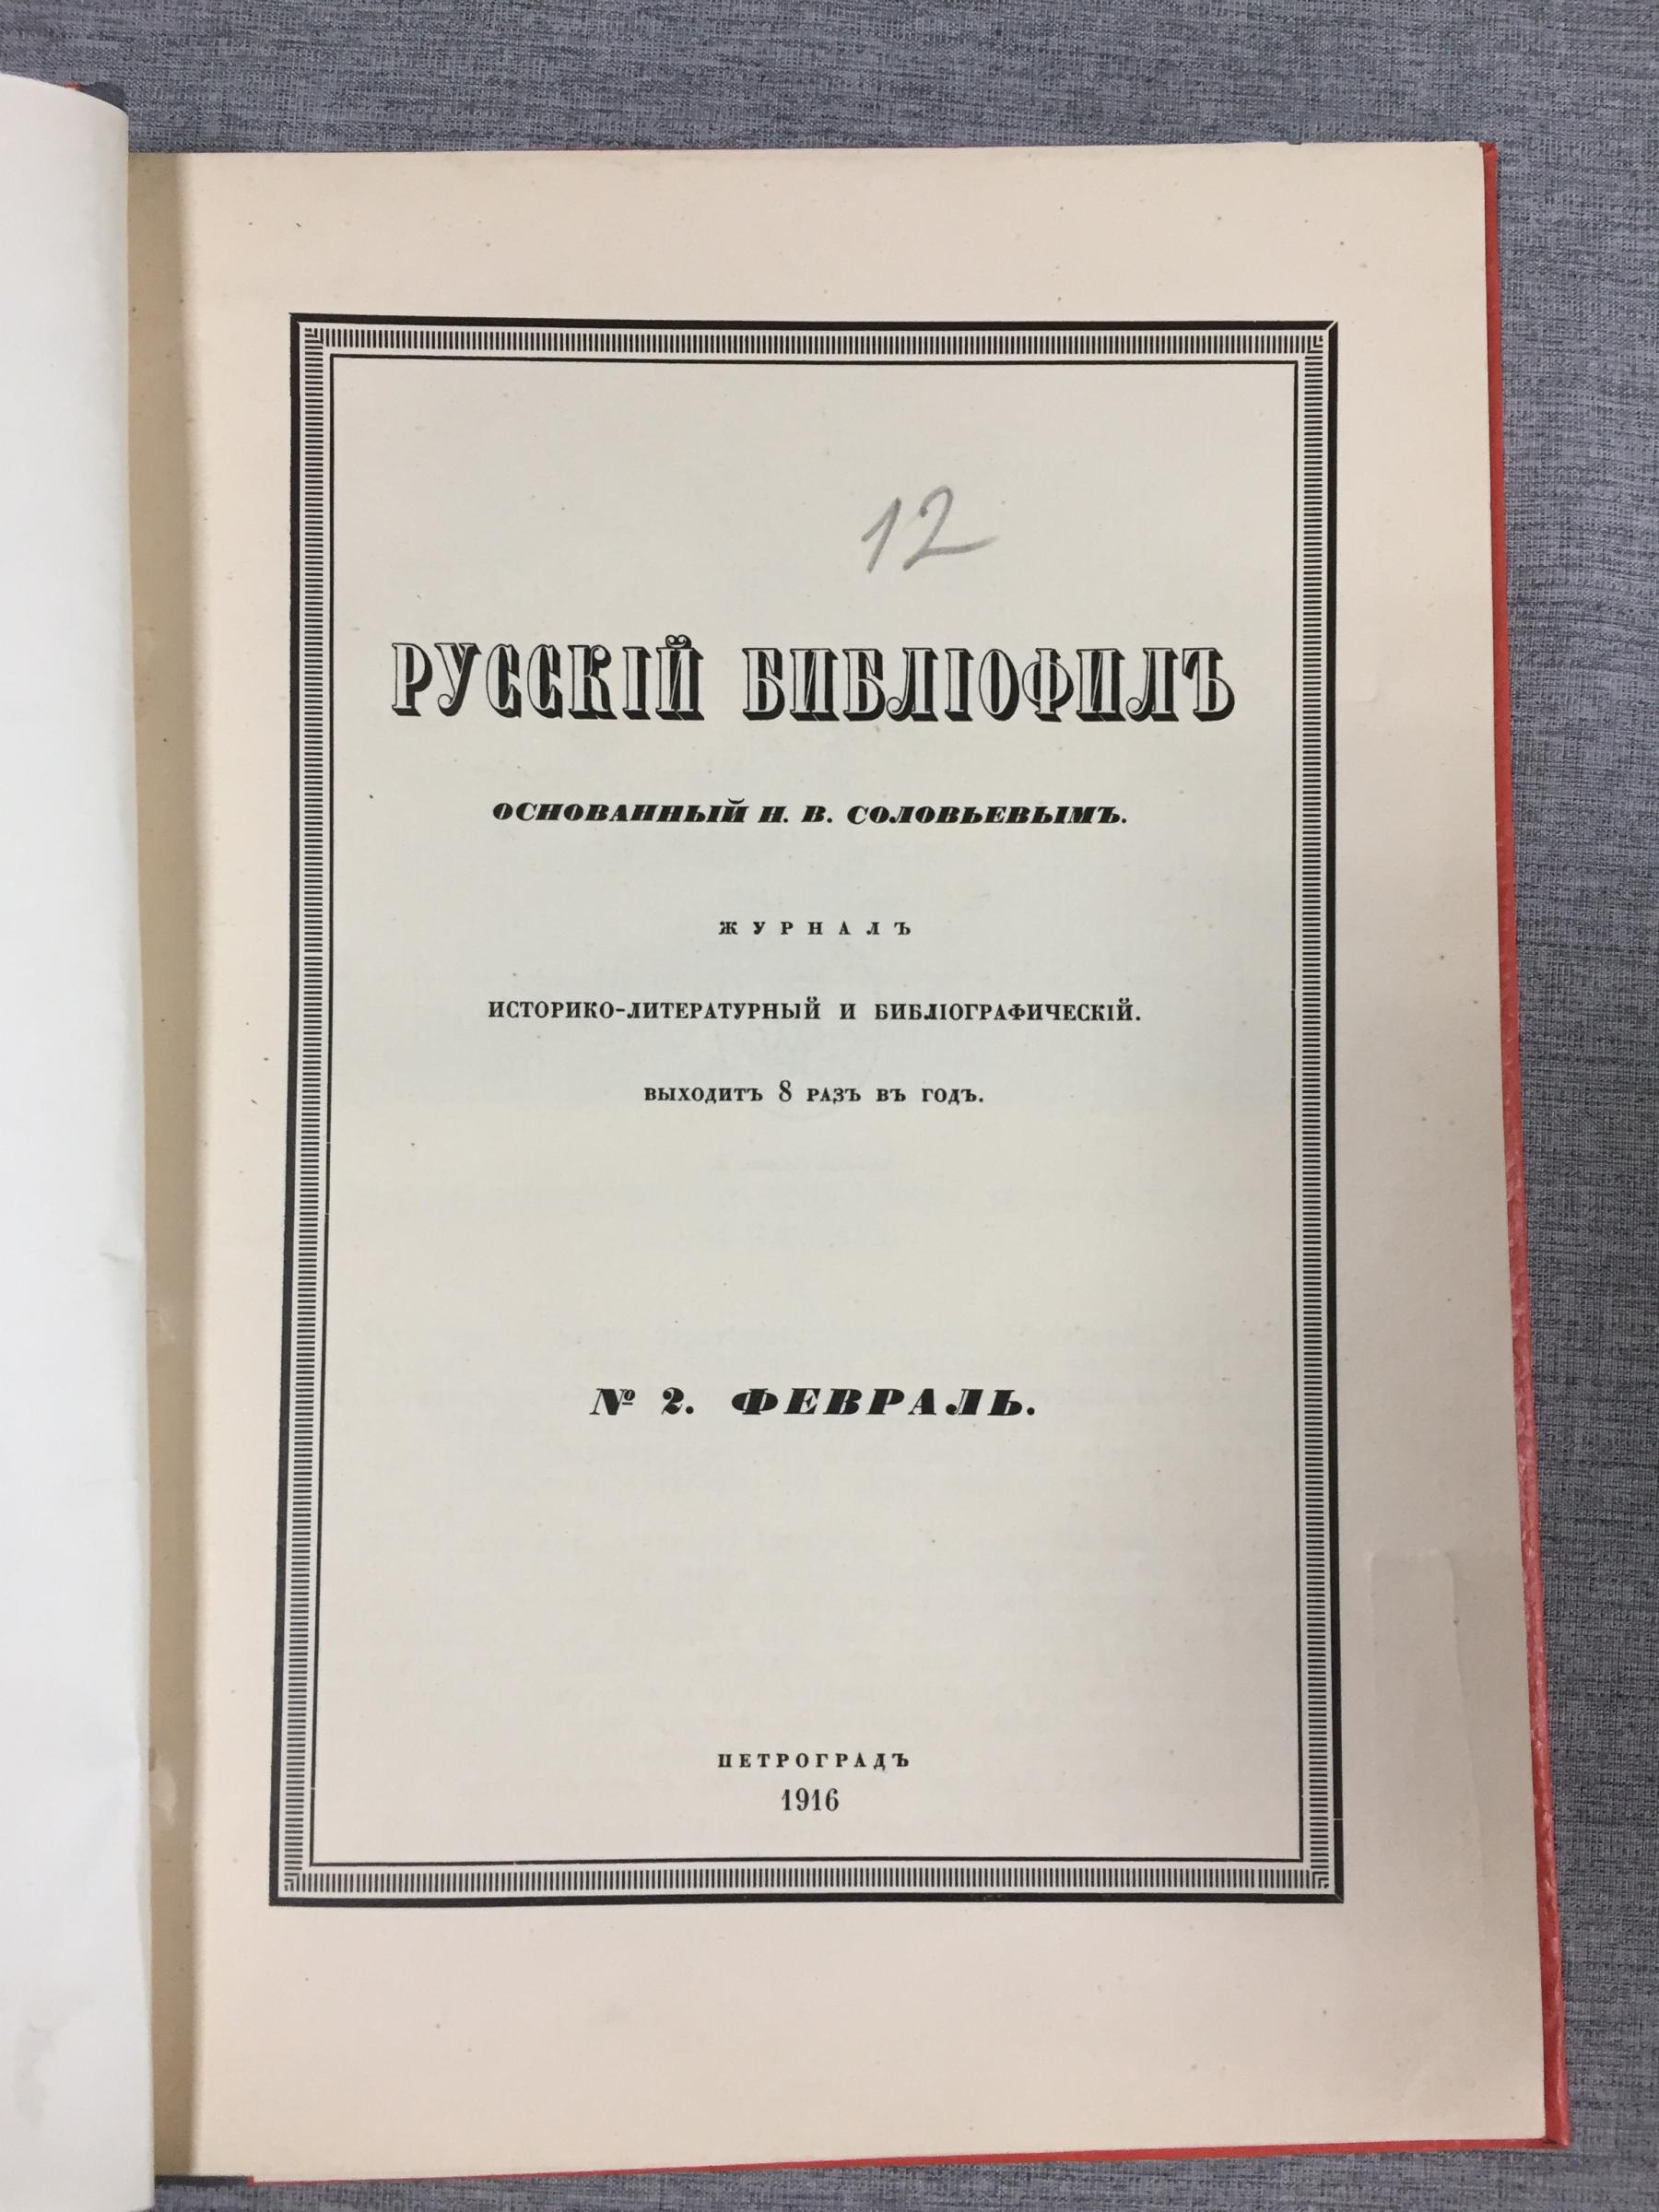 12
РУССКІЙ БИБЛІОФИЛЪ
ОСНОВАННЫЙ Н. В. СОЛОВЬЕВЫМЪ.
ЖУРНАЛЪ
ИСТОРИКО-ЛИТЕРАТУРНЫЙ И БИБЛІОГРАФИЧЕСКІЙ.
ВЫХОДИТЪ 8 РАЗЪ ВЪ ГОДЪ.
№ 2. ФЕВРАЛЬ.
ПЕТРОГРАДЪ
1916